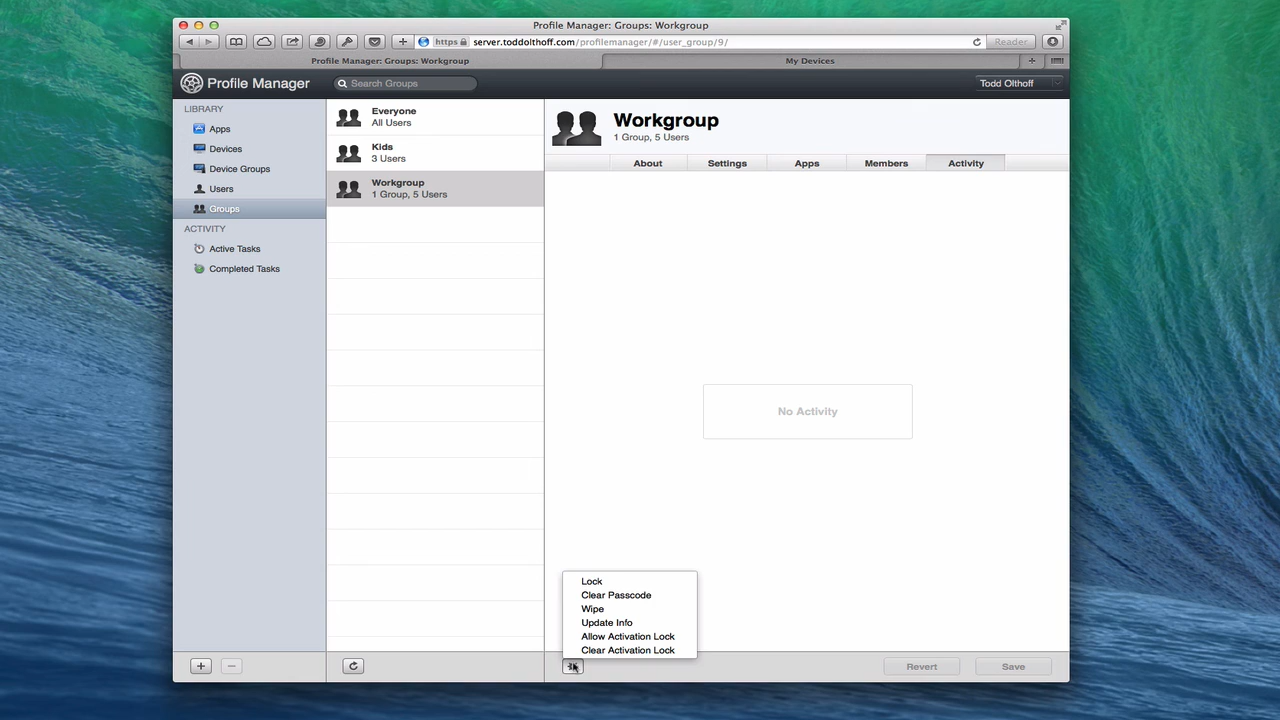 Profile Manager: Groups: Workgroup
https server.toddolthoff.com/profilemanager/#/user_group/9/
Reader
Profile Manager: Groups: Workgroup
My Devices
Profile Manager
Search Groups
Todd Olthoff
LIBRARY
Apps
Devices
Device Groups
Users
Groups
ACTIVITY
Active Tasks
Completed Tasks
Everyone
All Users
Kids
3 Users
Workgroup
1 Group, 5 Users
Workgroup
1 Group, 5 Users
About
Settings
Apps
Members
Activity
No Activity
Lock
Clear Passcode
Wipe
Update Info
Allow Activation Lock
Clear Activation Lock
Revert
Save